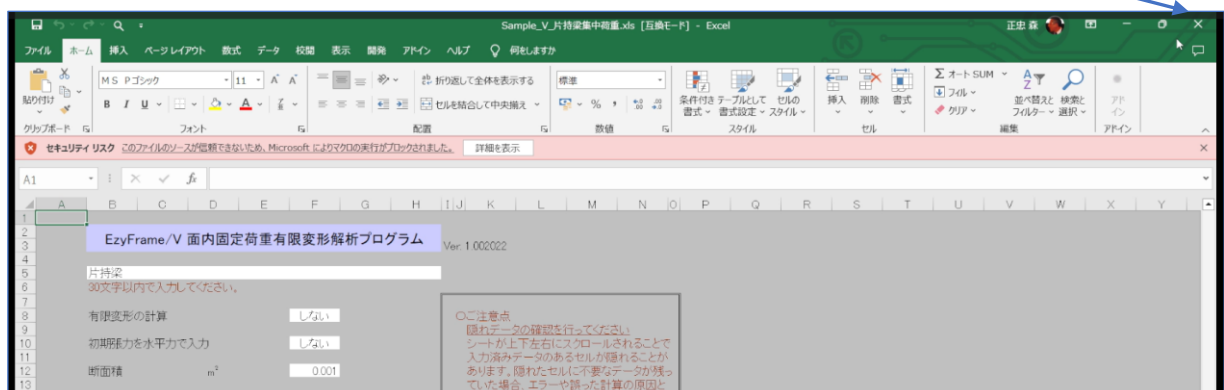 Sample_V_片持梁集中荷重.xls [互換モード] - Excel
正忠 森
ファイル ホーム 挿入 ページ レイアウト 数式 データ 校閲 表示 開発 アドイン ヘルプ 何をしますか
貼り付け
MS Pゴシック 11
B I U
折り返して全体を表示する
セルを結合して中央揃え
標準
条件付き書式
テーブルとして書式設定
セルのスタイル
挿入 削除 書式
Σ オート SUM
フィル
クリア
並べ替えとフィルター
検索と選択
アドイン
クリップボード フォント 配置 数値 スタイル セル 編集 アドイン
セキュリティ リスク このファイルのソースが信頼できないため、Microsoft によりマクロの実行がブロックされました。 詳細を表示
A1 fx
A B C D E F G H I J K L M N O P Q R S T U V W X Y
1
2
EzyFrame/V 面内固定荷重有限変形解析プログラム
3 Ver 1.002022
4
5 片持梁
6 30文字以内で入力してください。
7
8 有限変形の計算 しない ○ご注意点
9 隠れデータの確認を行ってください
10 初期張力を水平力で入力 しない シートが上下左右にスクロールされることで
11 入力済みデータのあるセルが隠れることが
12 断面積 m² 0.001 あります。隠れたセルに不要なデータが残っ
13 ていた場合、エラーや誤った計算の原因と